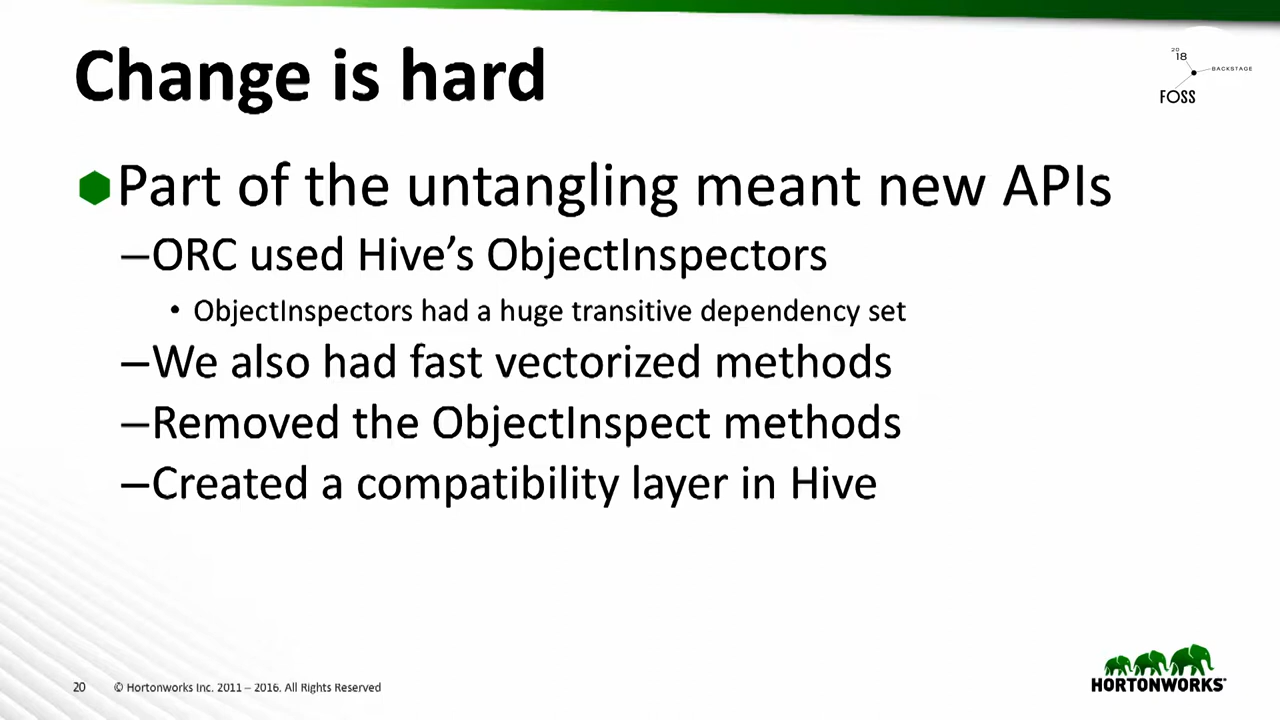 Change is hard
20
18
BACKSTAGE
FOSS
Part of the untangling meant new APIs
–ORC used Hive’s ObjectInspectors
• ObjectInspectors had a huge transitive dependency set
–We also had fast vectorized methods
–Removed the ObjectInspect methods
–Created a compatibility layer in Hive
20 © Hortonworks Inc. 2011 – 2016. All Rights Reserved
HORTONWORKS